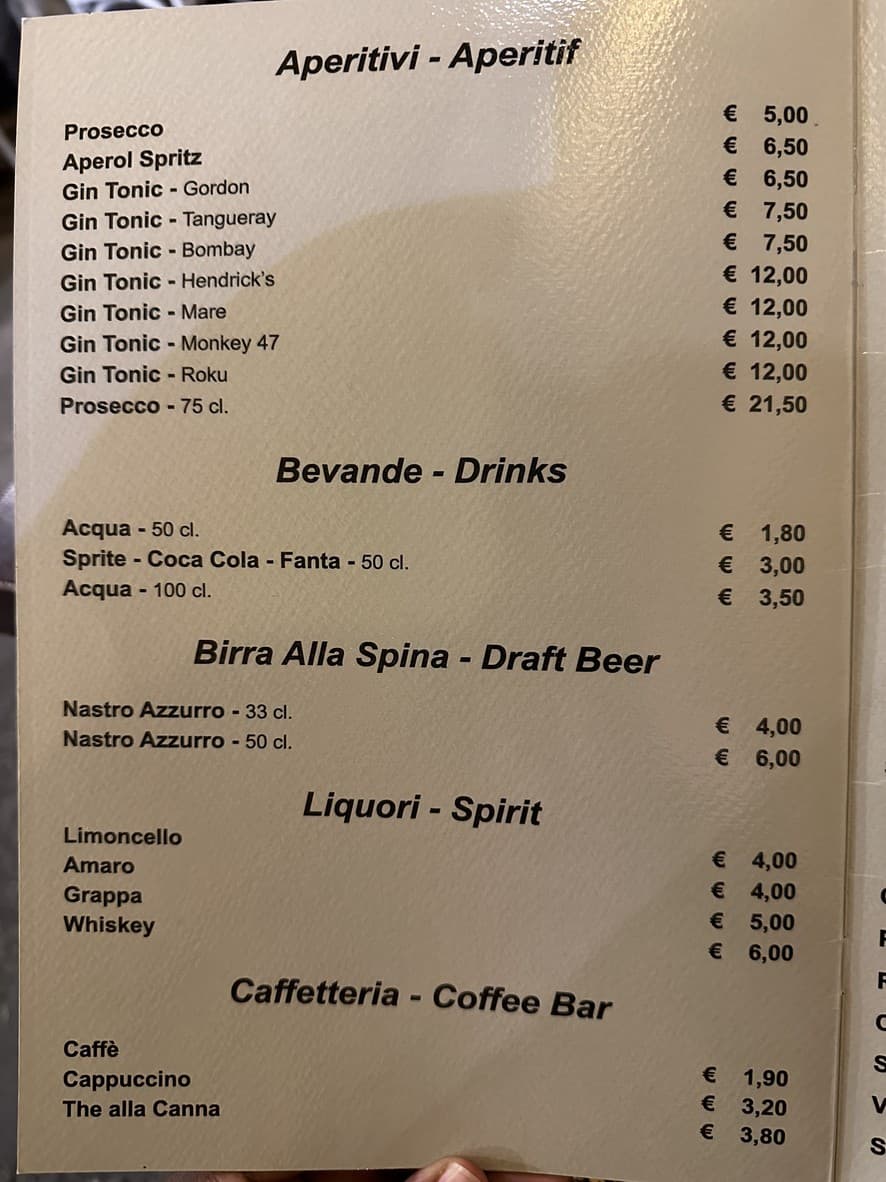 Aperitivi - Aperitif
Prosecco € 5,00
Aperol Spritz € 6,50
Gin Tonic - Gordon € 6,50
Gin Tonic - Tangueray € 7,50
Gin Tonic - Bombay € 7,50
Gin Tonic - Hendrick's € 12,00
Gin Tonic - Mare € 12,00
Gin Tonic - Monkey 47 € 12,00
Gin Tonic - Roku € 12,00
Prosecco - 75 cl. € 21,50
Bevande - Drinks
Acqua - 50 cl. € 1,80
Sprite - Coca Cola - Fanta - 50 cl. € 3,00
Acqua - 100 cl. € 3,50
Birra Alla Spina - Draft Beer
Nastro Azzurro - 33 cl. € 4,00
Nastro Azzurro - 50 cl. € 6,00
Liquori - Spirit
Limoncello € 4,00
Amaro € 4,00
Grappa € 5,00
Whiskey € 6,00
Caffetteria - Coffee Bar
Caffè € 1,90
Cappuccino € 3,20
The alla Canna € 3,80